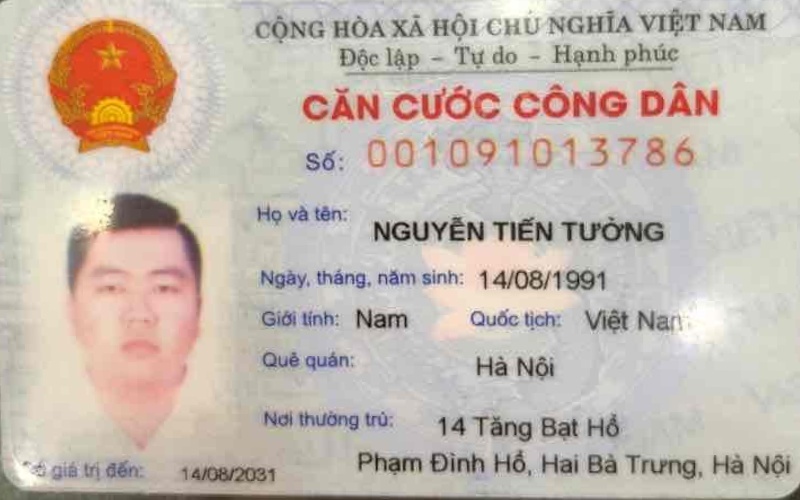 CỘNG HÒA XÃ HỘI CHỦ NGHĨA VIỆT NAM
Độc lập - Tự do - Hạnh phúc
CĂN CƯỚC CÔNG DÂN
Số: 001091013786
Họ và tên: NGUYỄN TIẾN TƯỜNG
Ngày, tháng, năm sinh: 14/08/1991
Giới tính: Nam Quốc tịch: Việt Nam
Quê quán: Hà Nội
Nơi thường trú: 14 Tăng Bạt Hổ
Phạm Đình Hổ, Hai Bà Trưng, Hà Nội
Có giá trị đến: 14/08/2031